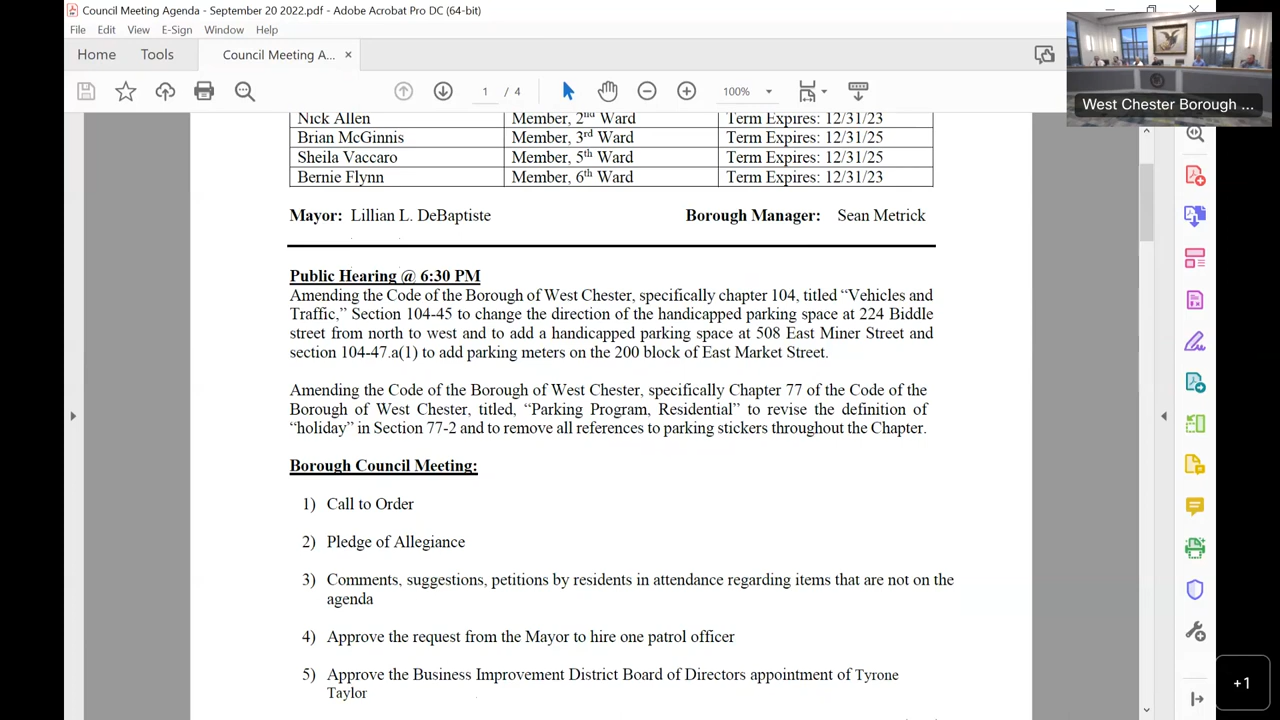 Council Meeting Agenda - September 20 2022.pdf - Adobe Acrobat Pro DC (64-bit)
File Edit View E-Sign Window Help
Home Tools Council Meeting A... ×
1 / 4 100%
West Chester Borough ...
Nick Allen Member, 2nd Ward Term Expires: 12/31/23
Brian McGinnis Member, 3rd Ward Term Expires: 12/31/25
Sheila Vaccaro Member, 5th Ward Term Expires: 12/31/25
Bernie Flynn Member, 6th Ward Term Expires: 12/31/23
Mayor: Lillian L. DeBaptiste Borough Manager: Sean Metrick
Public Hearing @ 6:30 PM
Amending the Code of the Borough of West Chester, specifically chapter 104, titled “Vehicles and
Traffic,” Section 104-45 to change the direction of the handicapped parking space at 224 Biddle
street from north to west and to add a handicapped parking space at 508 East Miner Street and
section 104-47.a(1) to add parking meters on the 200 block of East Market Street.
Amending the Code of the Borough of West Chester, specifically Chapter 77 of the Code of the
Borough of West Chester, titled, “Parking Program, Residential” to revise the definition of
“holiday” in Section 77-2 and to remove all references to parking stickers throughout the Chapter.
Borough Council Meeting:
1) Call to Order
2) Pledge of Allegiance
3) Comments, suggestions, petitions by residents in attendance regarding items that are not on the
agenda
4) Approve the request from the Mayor to hire one patrol officer
5) Approve the Business Improvement District Board of Directors appointment of Tyrone
Taylor
+1